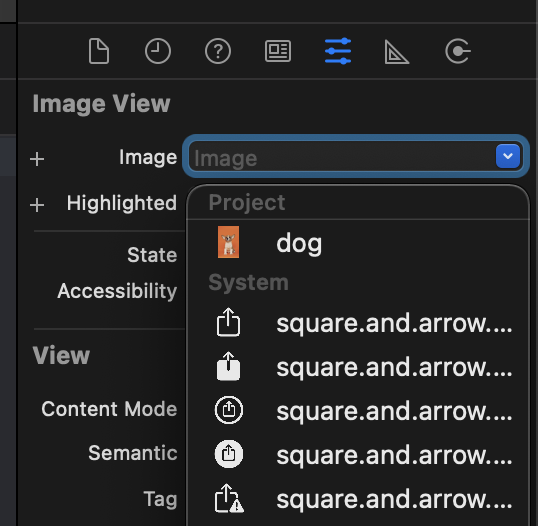 ?
Image View
Image
Image
Highlighted
Project
dog
State
System
Accessibility
square.and.arrow....
View
square.and.arrow....
Content Mode
square.and.arrow....
Semantic
square.and.arrow....
Tag
square.and.arrow....